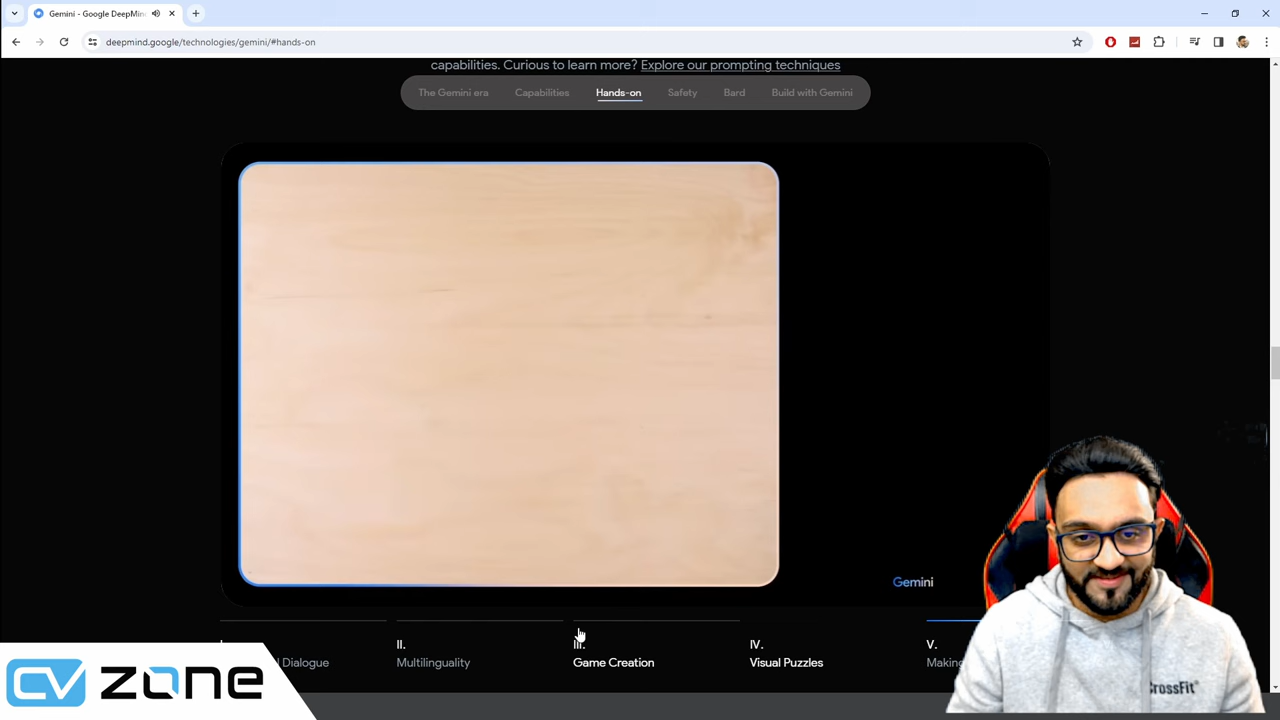 Gemini - Google DeepMin
deepmind.google/technologies/gemini/#hands-on
capabilities. Curious to learn more? Explore our prompting techniques
The Gemini era Capabilities Hands-on Safety Bard Build with Gemini
Gemini
II. III. IV. V.
Dialogue Multilinguality Game Creation Visual Puzzles Making
CV ZONE
CrossFit